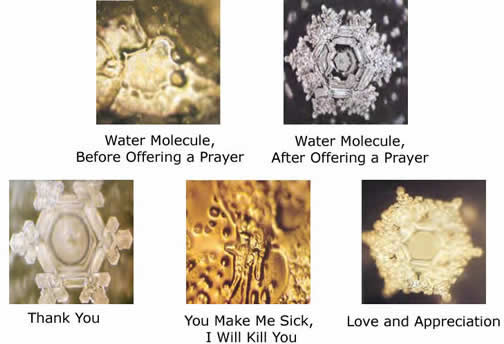 Water Molecule,
Before Offering a Prayer
Water Molecule,
After Offering a Prayer
Thank You
You Make Me Sick,
I Will Kill You
Love and Appreciation